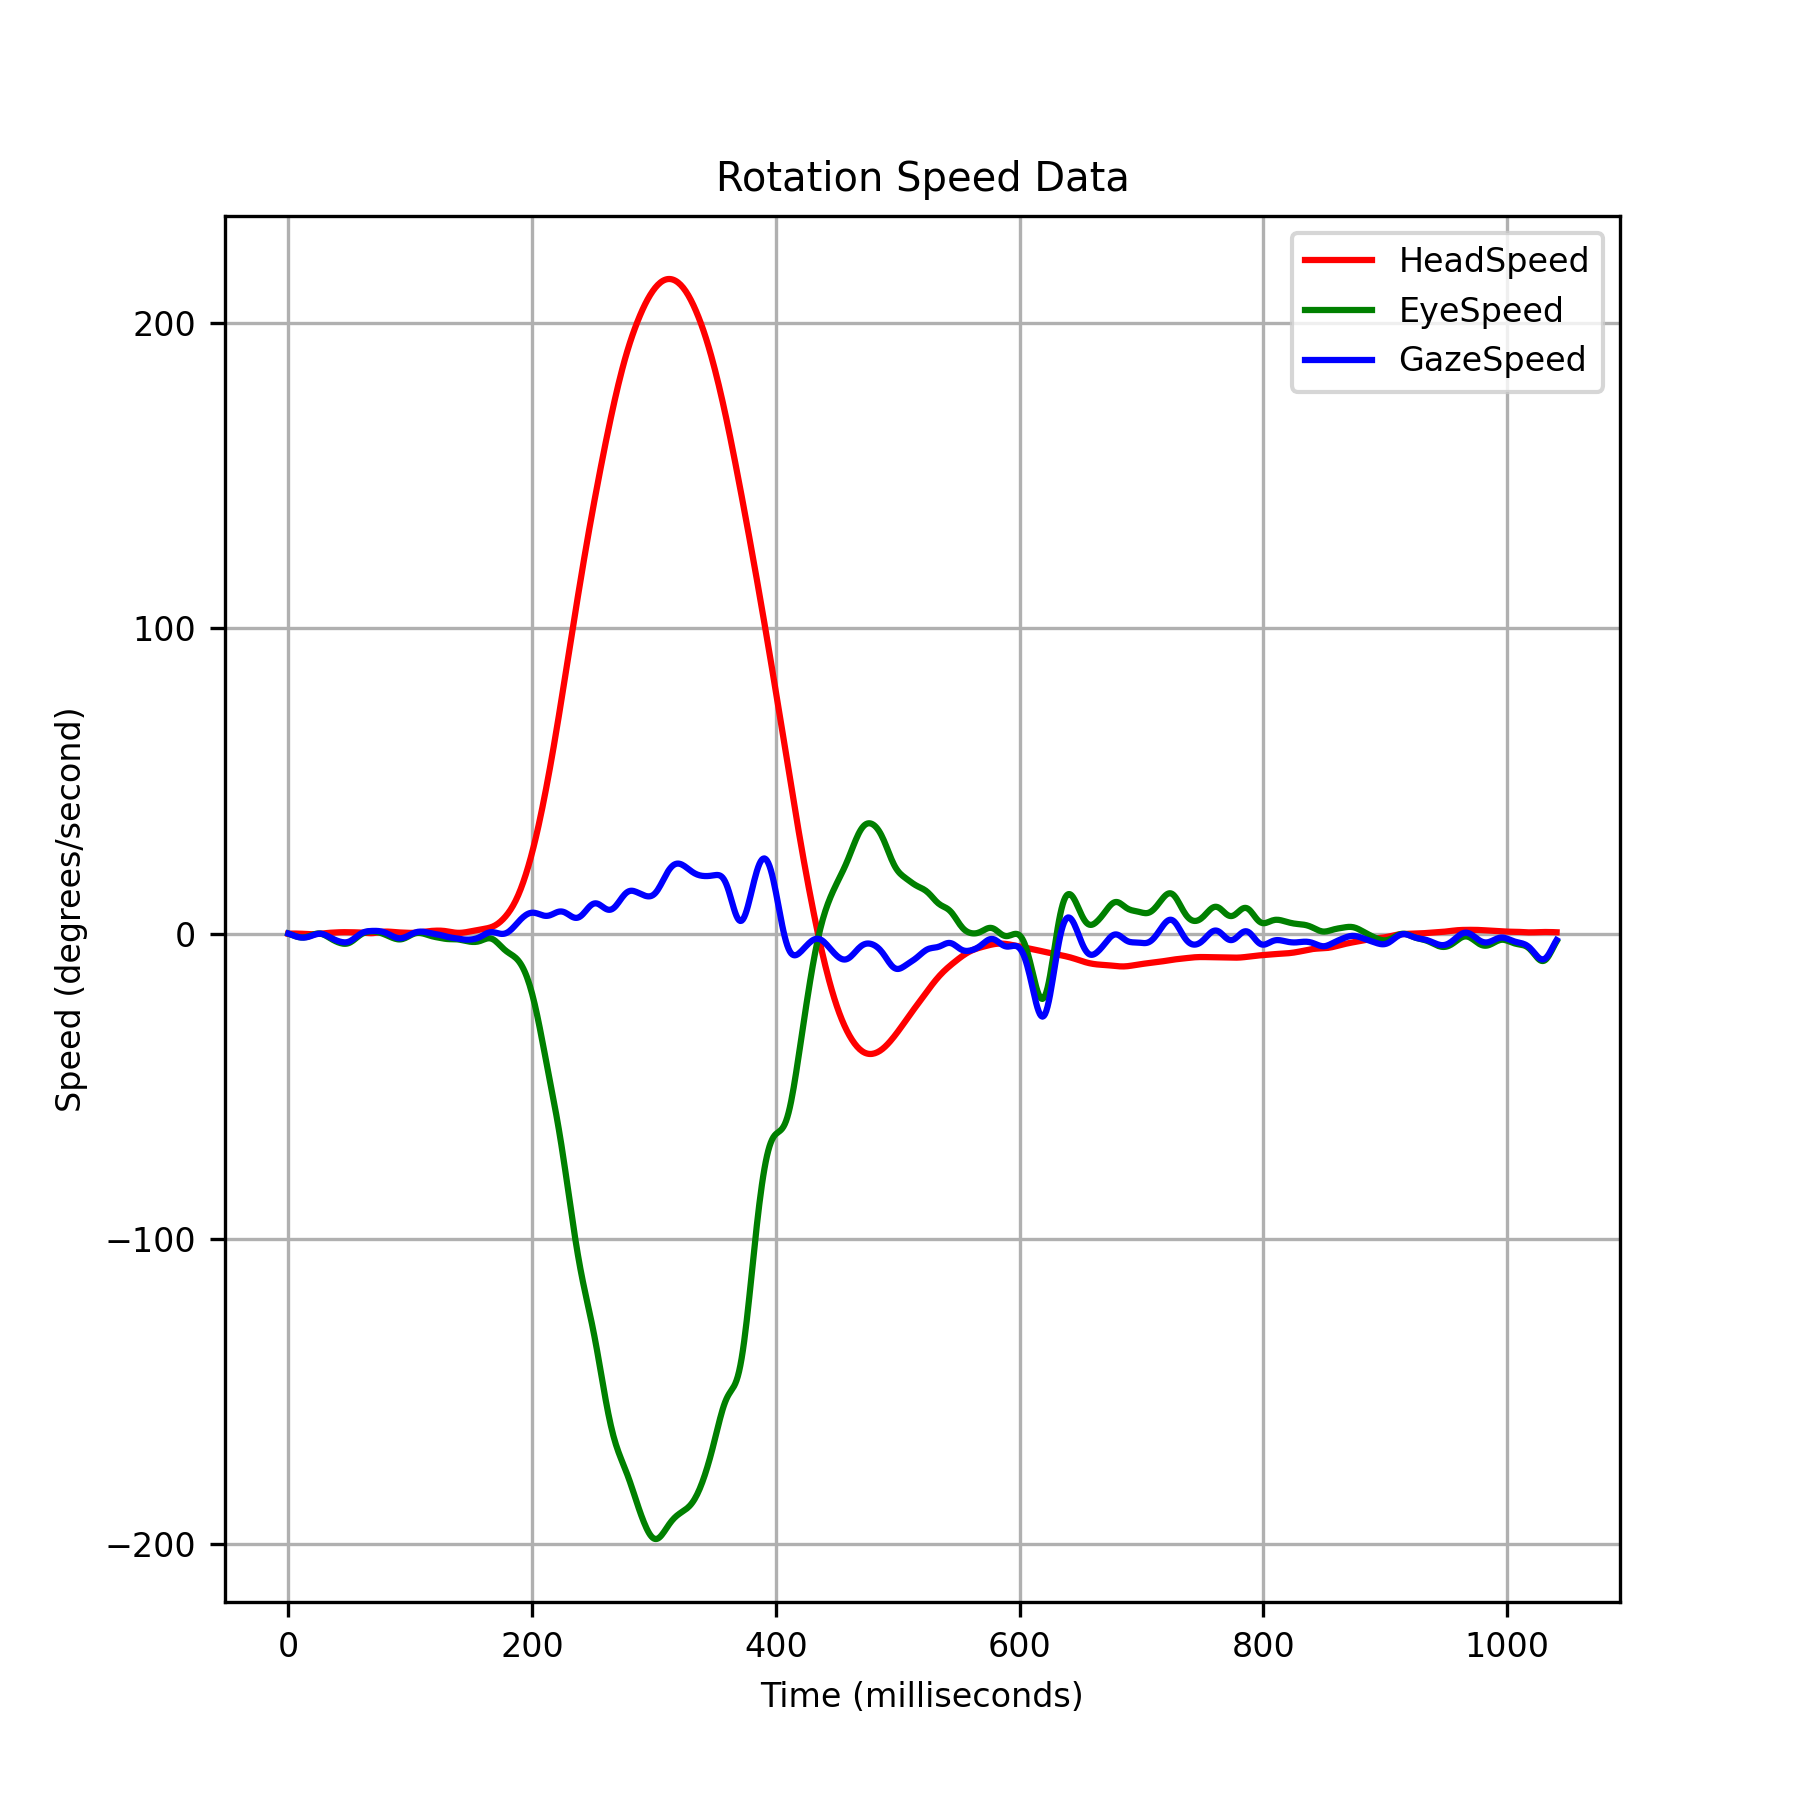 Rotation Speed Data
HeadSpeed
EyeSpeed
GazeSpeed
200
100
0
−100
−200
Speed (degrees/second)
0 200 400 600 800 1000
Time (milliseconds)